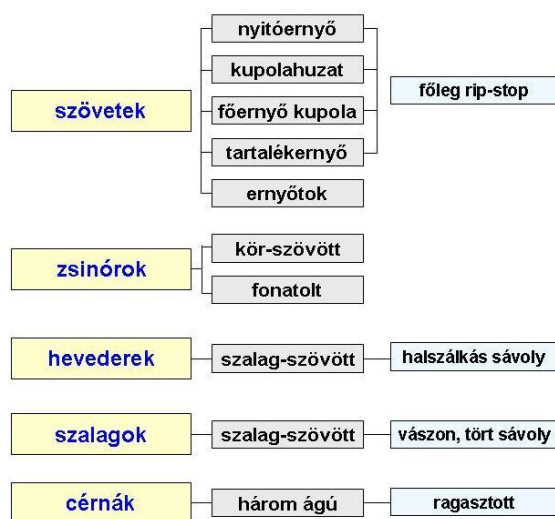 szövetek
nyitóernyő
kupolahuzat
főernyő kupola
tartalékernyő
ernyőtok
főleg rip-stop
zsinórok
kör-szövött
fonatolt
hevederek
szalag-szövött
halszálkás sávoly
szalagok
szalag-szövött
vászon, tört sávoly
cérnák
három ágú
ragasztott